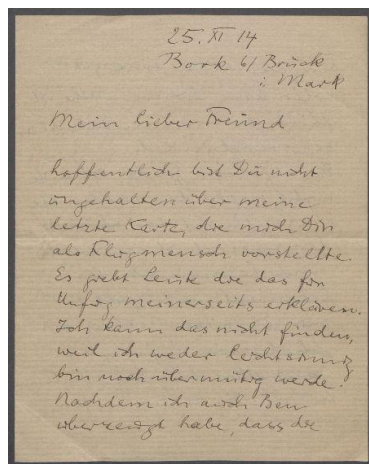 25. XI 14
Bork b/ Brück
i. Mark
Mein lieber Freund
hoffentlich bist Du nicht
ungehalten über meine
letzte Karte, die mich Dir
als Flugmensch vorstellte.
Es giebt Leute die das für
Unfug meinerseits erklären.
Ich kann das nicht finden,
weil ich weder leichtsinnig
bin noch übermütig werde.
Nachdem ich mich
überzeugt habe, dass die